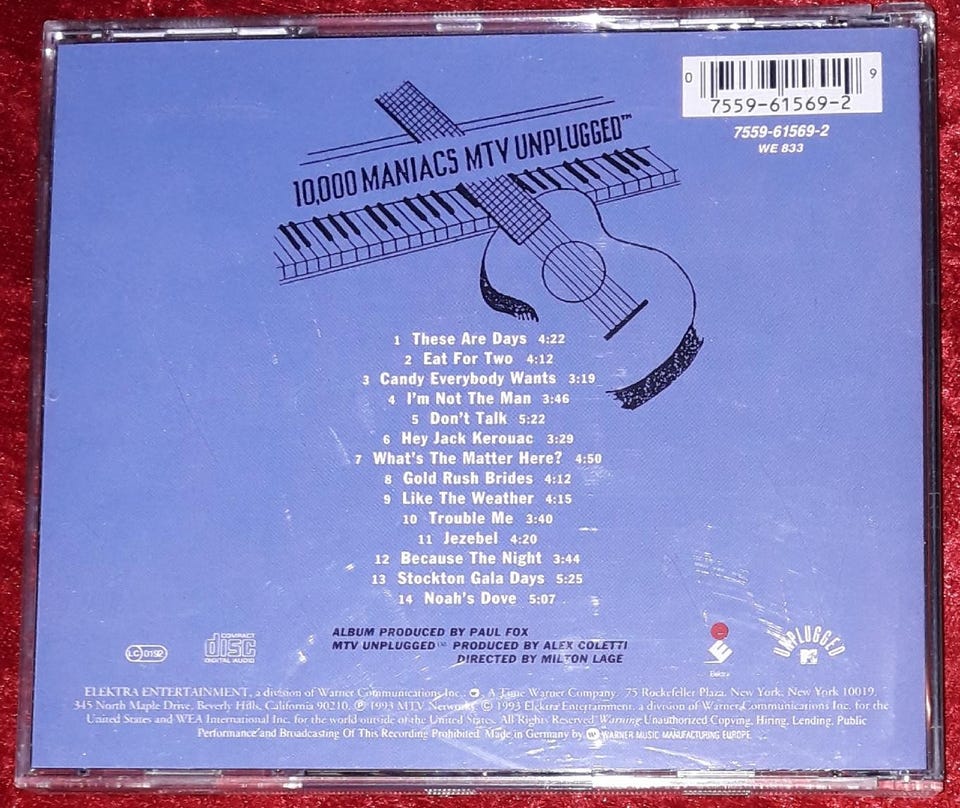 0 9
7559-61569-2
7559-61569-2
WE 833
10,000 MANIACS MTV UNPLUGGED™
1 These Are Days 4:22
2 Eat For Two 4:12
3 Candy Everybody Wants 3:19
4 I'm Not The Man 3:46
5 Don't Talk 5:22
6 Hey Jack Kerouac 3:29
7 What's The Matter Here? 4:50
8 Gold Rush Brides 4:12
9 Like The Weather 4:15
10 Trouble Me 3:40
11 Jezebel 4:20
12 Because The Night 3:44
13 Stockton Gala Days 5:25
14 Noah's Dove 5:07
ALBUM PRODUCED BY PAUL FOX
MTV UNPLUGGED™ PRODUCED BY ALEX COLETTI
DIRECTED BY MILTON LAGE
LC 0192
COMPACT
disc
DIGITAL AUDIO
Elektra
UNPLUGGED
MTV
ELEKTRA ENTERTAINMENT, a division of Warner Communications Inc., A Time Warner Company. 75 Rockefeller Plaza, New York, New York 10019,
345 North Maple Drive, Beverly Hills, California 90210. ℗ 1993 MTV Networks. © 1993 Elektra Entertainment, a division of Warner Communications Inc. for the
United States and WEA International Inc. for the world outside of the United States. All Rights Reserved. Warning: Unauthorized Copying, Hiring, Lending, Public
Performance and Broadcasting Of This Recording Prohibited. Made in Germany by WARNER MUSIC MANUFACTURING EUROPE.